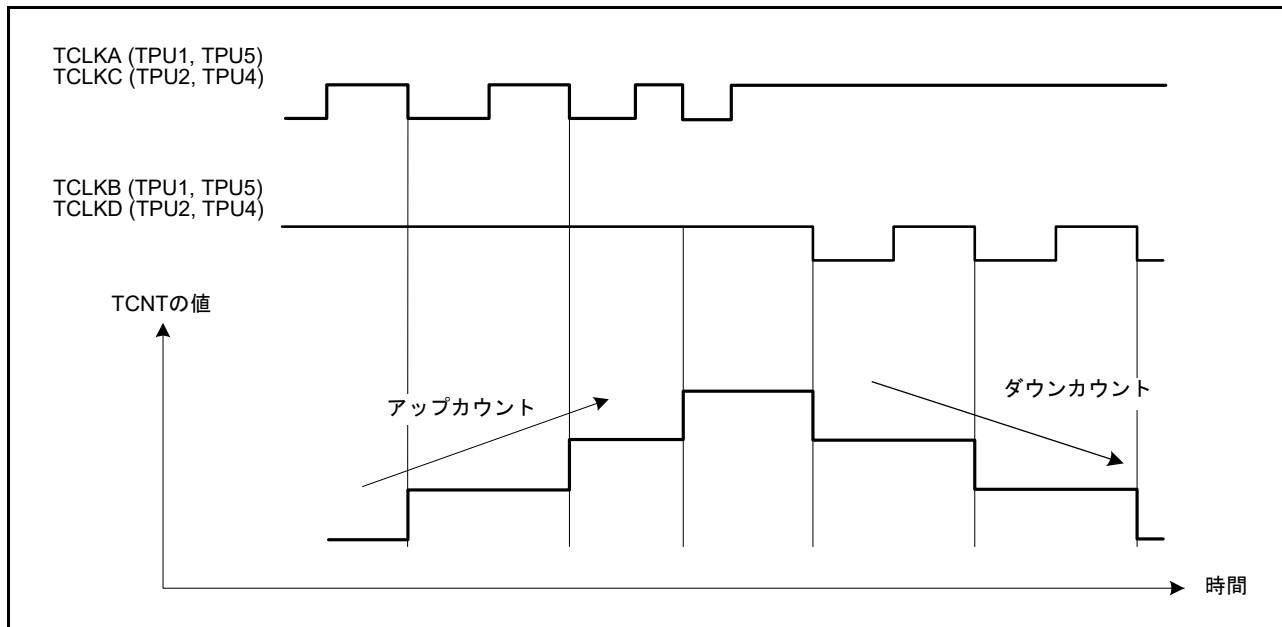 TCLKA (TPU1, TPU5)
TCLKC (TPU2, TPU4)
TCLKB (TPU1, TPU5)
TCLKD (TPU2, TPU4)
TCNTの値
アップカウント
ダウンカウント
時間